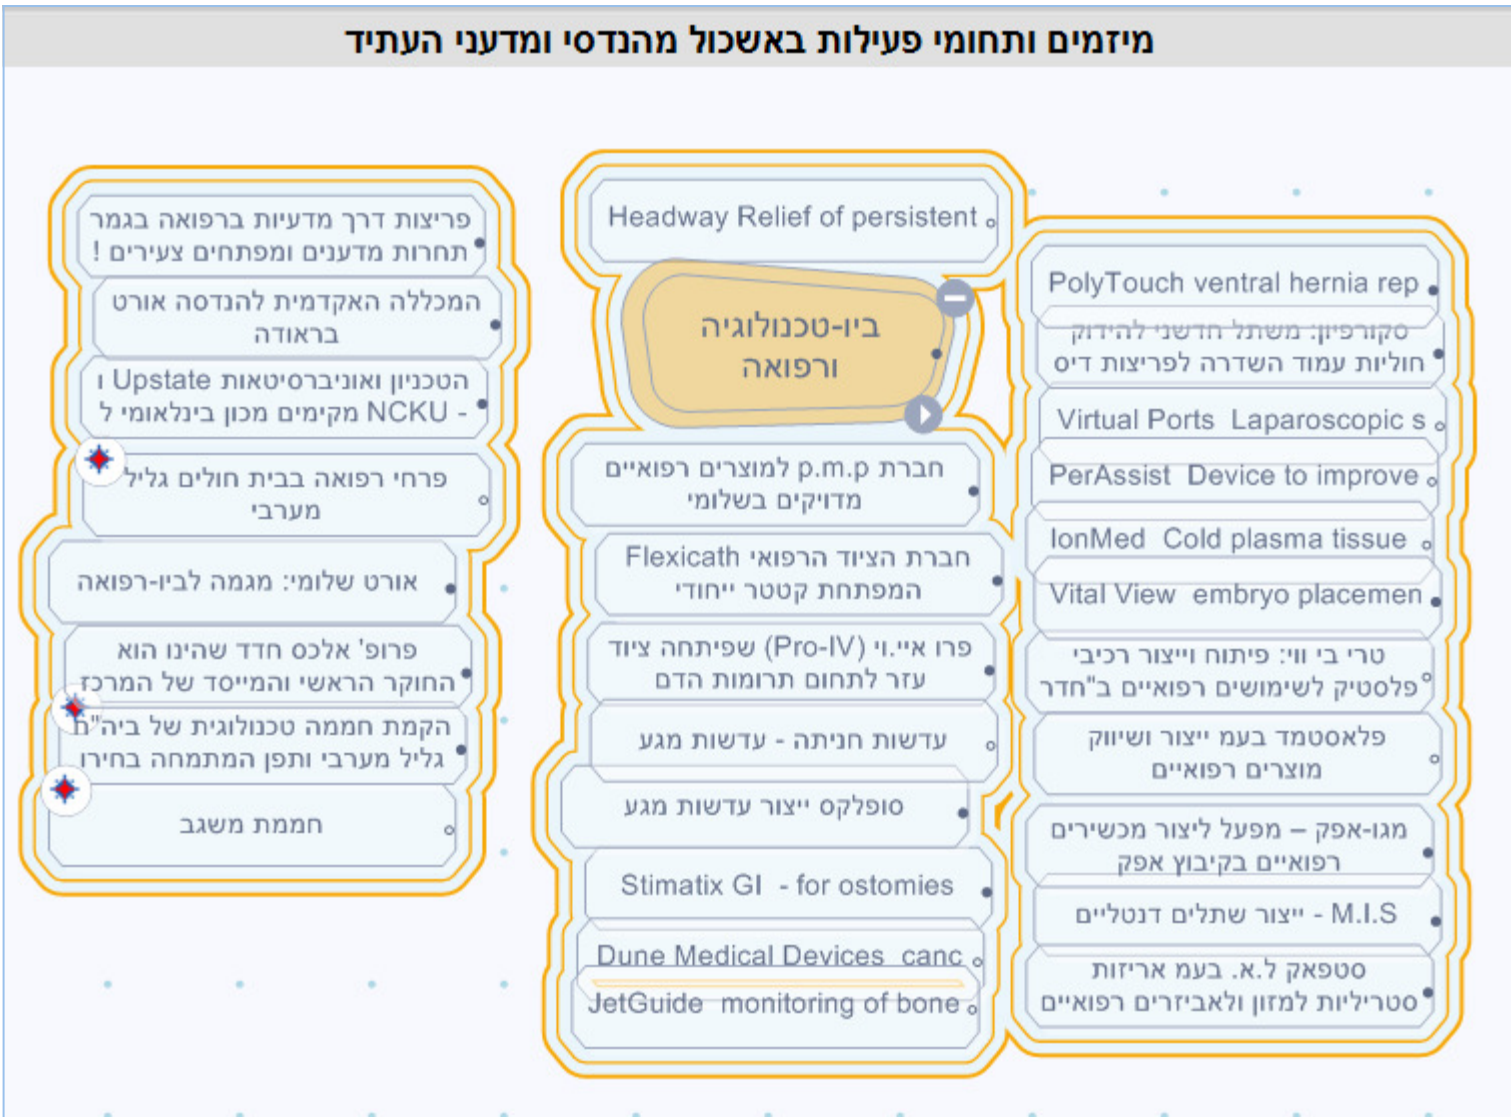 מיזמים ותחומי פעילות באשכול מהנדסי ומדעני העתיד
PolyTouch ventral hernia rep
סקורפיון: משתל חדשני להידוק
חוליות עמוד השדרה לפריצות דיס
Virtual Ports Laparoscopic s
PerAssist Device to improve
IonMed Cold plasma tissue
Vital View embryo placemen
טרי בי ווי: פיתוח וייצור רכיבי
פלסטיק לשימושים רפואיים ב"חדר
פלאסטמד בעמ ייצור ושיווק
מוצרים רפואיים
מגו-אפק – מפעל ליצור מכשירים
רפואיים בקיבוץ אפק
M.I.S - ייצור שתלים דנטליים
סטפאק ל.א. בעמ אריזות
סטריליות למזון ולאביזרים רפואיים
Headway Relief of persistent
ביו-טכנולוגיה
ורפואה
חברת p.m.p למוצרים רפואיים
מדויקים בשלומי
חברת הציוד הרפואי Flexicath
המפתחת קטטר ייחודי
פרו איי.וי (Pro-IV) שפיתחה ציוד
עזר לתחום תרומות הדם
עדשות חניתה - עדשות מגע
סופלקס ייצור עדשות מגע
Stimatix GI - for ostomies
Dune Medical Devices canc
JetGuide monitoring of bone
פריצות דרך מדעיות ברפואה בגמר
תחרות מדענים ומפתחים צעירים !
המכללה האקדמית להנדסה אורט
בראודה
הטכניון ואוניברסיטאות Upstate ו
- NCKU מקימים מכון בינלאומי ל
פרחי רפואה בבית חולים גליל
מערבי
אורט שלומי: מגמה לביו-רפואה
פרופ' אלכס חדד שהינו הוא
החוקר הראשי והמייסד של המרכז
הקמת חממה טכנולוגית של ביה"ח
גליל מערבי ותפן המתמחה בחירו
חממת משגב